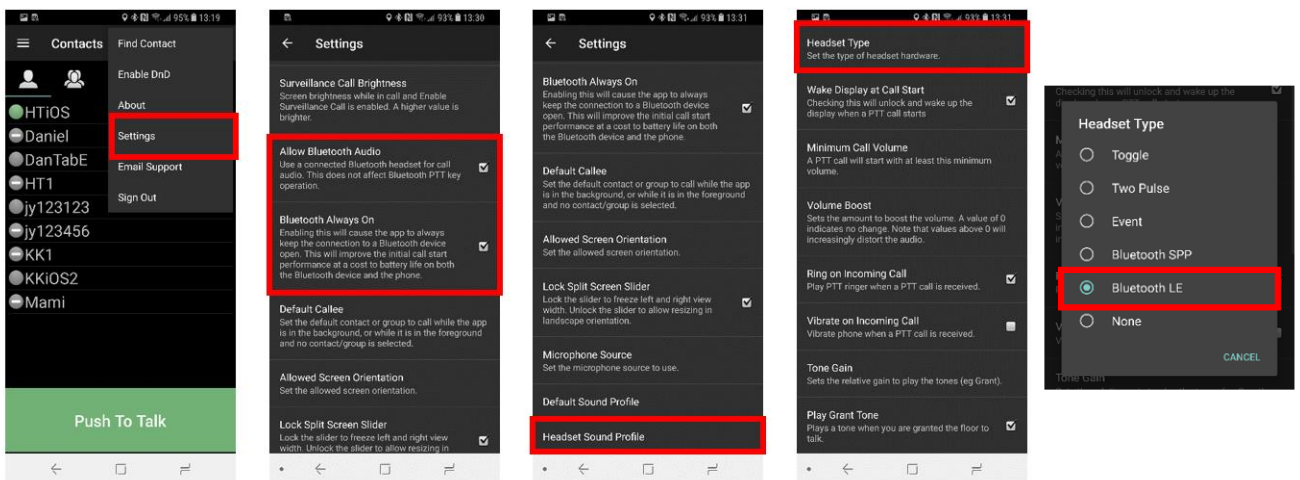 95% 13:19
Contacts
Find Contact
Enable DnD
About
Settings
Email Support
Sign Out
HTiOS
Daniel
DanTabE
HT1
jy123123
jy123456
KK1
KKiOS2
Mami
Push To Talk
93% 13:30
Settings
Surveillance Call Brightness
Screen brightness while in call and Enable
Surveillance Call is enabled. A higher value is
brighter.
Allow Bluetooth Audio
Use a connected Bluetooth headset for call
audio. This does not affect Bluetooth PTT key
operation.
Bluetooth Always On
Enabling this will cause the app to always
keep the connection to a Bluetooth device
open. This will improve the initial call start
performance at a cost to battery life on both
the Bluetooth device and the phone.
Default Callee
Set the default contact or group to call while the app
is in the background, or while it is in the foreground
and no contact/group is selected.
Allowed Screen Orientation
Set the allowed screen orientation.
Lock Split Screen Slider
Lock the slider to freeze left and right view
width. Unlock the slider to allow resizing in
93% 13:31
Settings
Bluetooth Always On
Enabling this will cause the app to always
keep the connection to a Bluetooth device
open. This will improve the initial call start
performance at a cost to battery life on both
the Bluetooth device and the phone.
Default Callee
Set the default contact or group to call while the app
is in the background, or while it is in the foreground
and no contact/group is selected.
Allowed Screen Orientation
Set the allowed screen orientation.
Lock Split Screen Slider
Lock the slider to freeze left and right view
width. Unlock the slider to allow resizing in
landscape orientation.
Microphone Source
Set the microphone source to use.
Default Sound Profile
Headset Sound Profile
93% 13:31
Headset Type
Set the type of headset hardware.
Wake Display at Call Start
Checking this will unlock and wake up the
display when a PTT call starts
Minimum Call Volume
A PTT call will start with at least this minimum
volume.
Volume Boost
Sets the amount to boost the volume. A value of 0
indicates no change. Note that values above 0 will
increasingly distort the audio.
Ring on Incoming Call
Play PTT ringer when a PTT call is received.
Vibrate on Incoming Call
Vibrate phone when a PTT call is received.
Tone Gain
Sets the relative gain to play the tones (eg Grant).
Play Grant Tone
Plays a tone when you are granted the floor to
talk.
Checking this will unlock and wake up the
Headset Type
Toggle
Two Pulse
Event
Bluetooth SPP
Bluetooth LE
None
CANCEL
Tone Gain